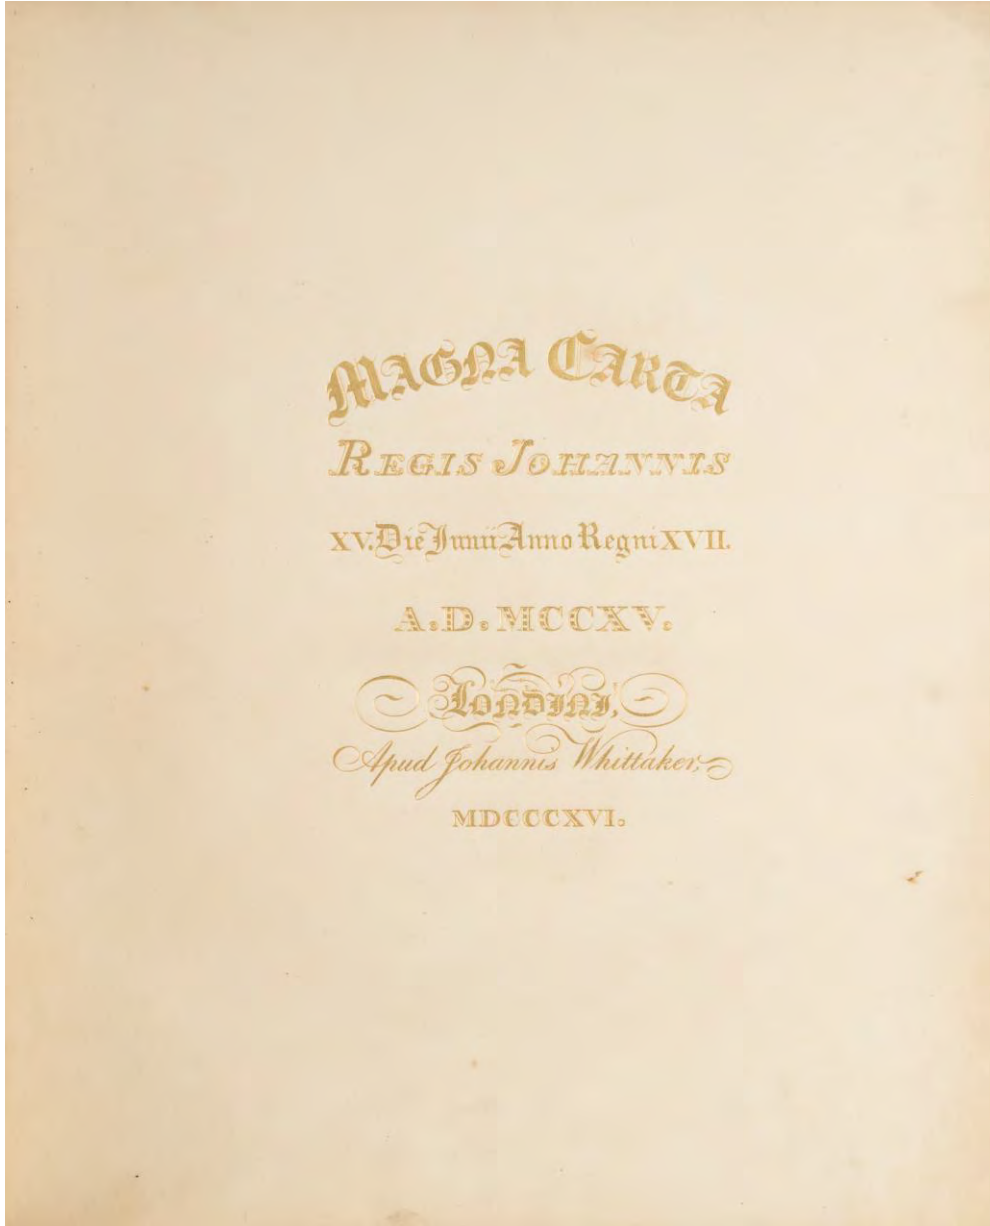 MAGNA CARTA
REGIS JOHANNIS
XV. Die Junii Anno Regni XVII.
A.D. MCCXV.
LONDINI,
Apud Johannis Whittaker,
MDCCCXVI.